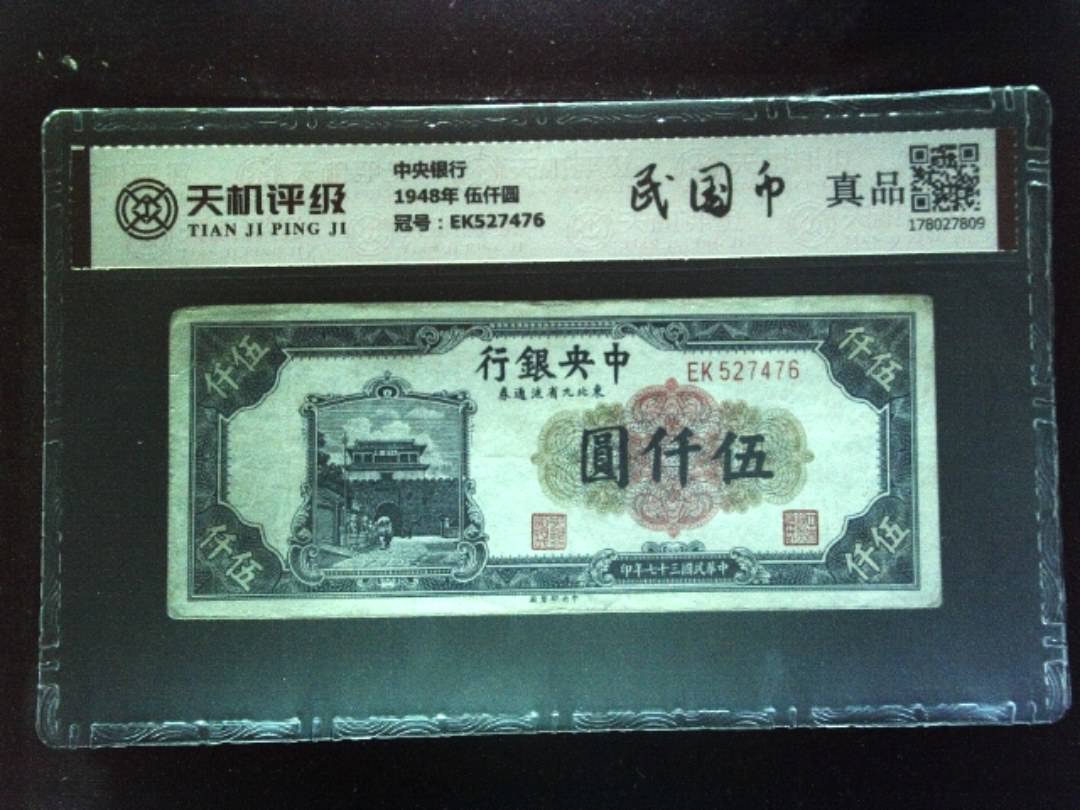 天机评级
TIAN JI PING JI
中央银行
1948年 伍仟圆
冠号：EK527476
民国币
真品
178027809
仟伍
仟伍
行銀央中
券通流省九北東
EK527476
圓仟伍
仟伍
仟伍
印年七十三國民華中